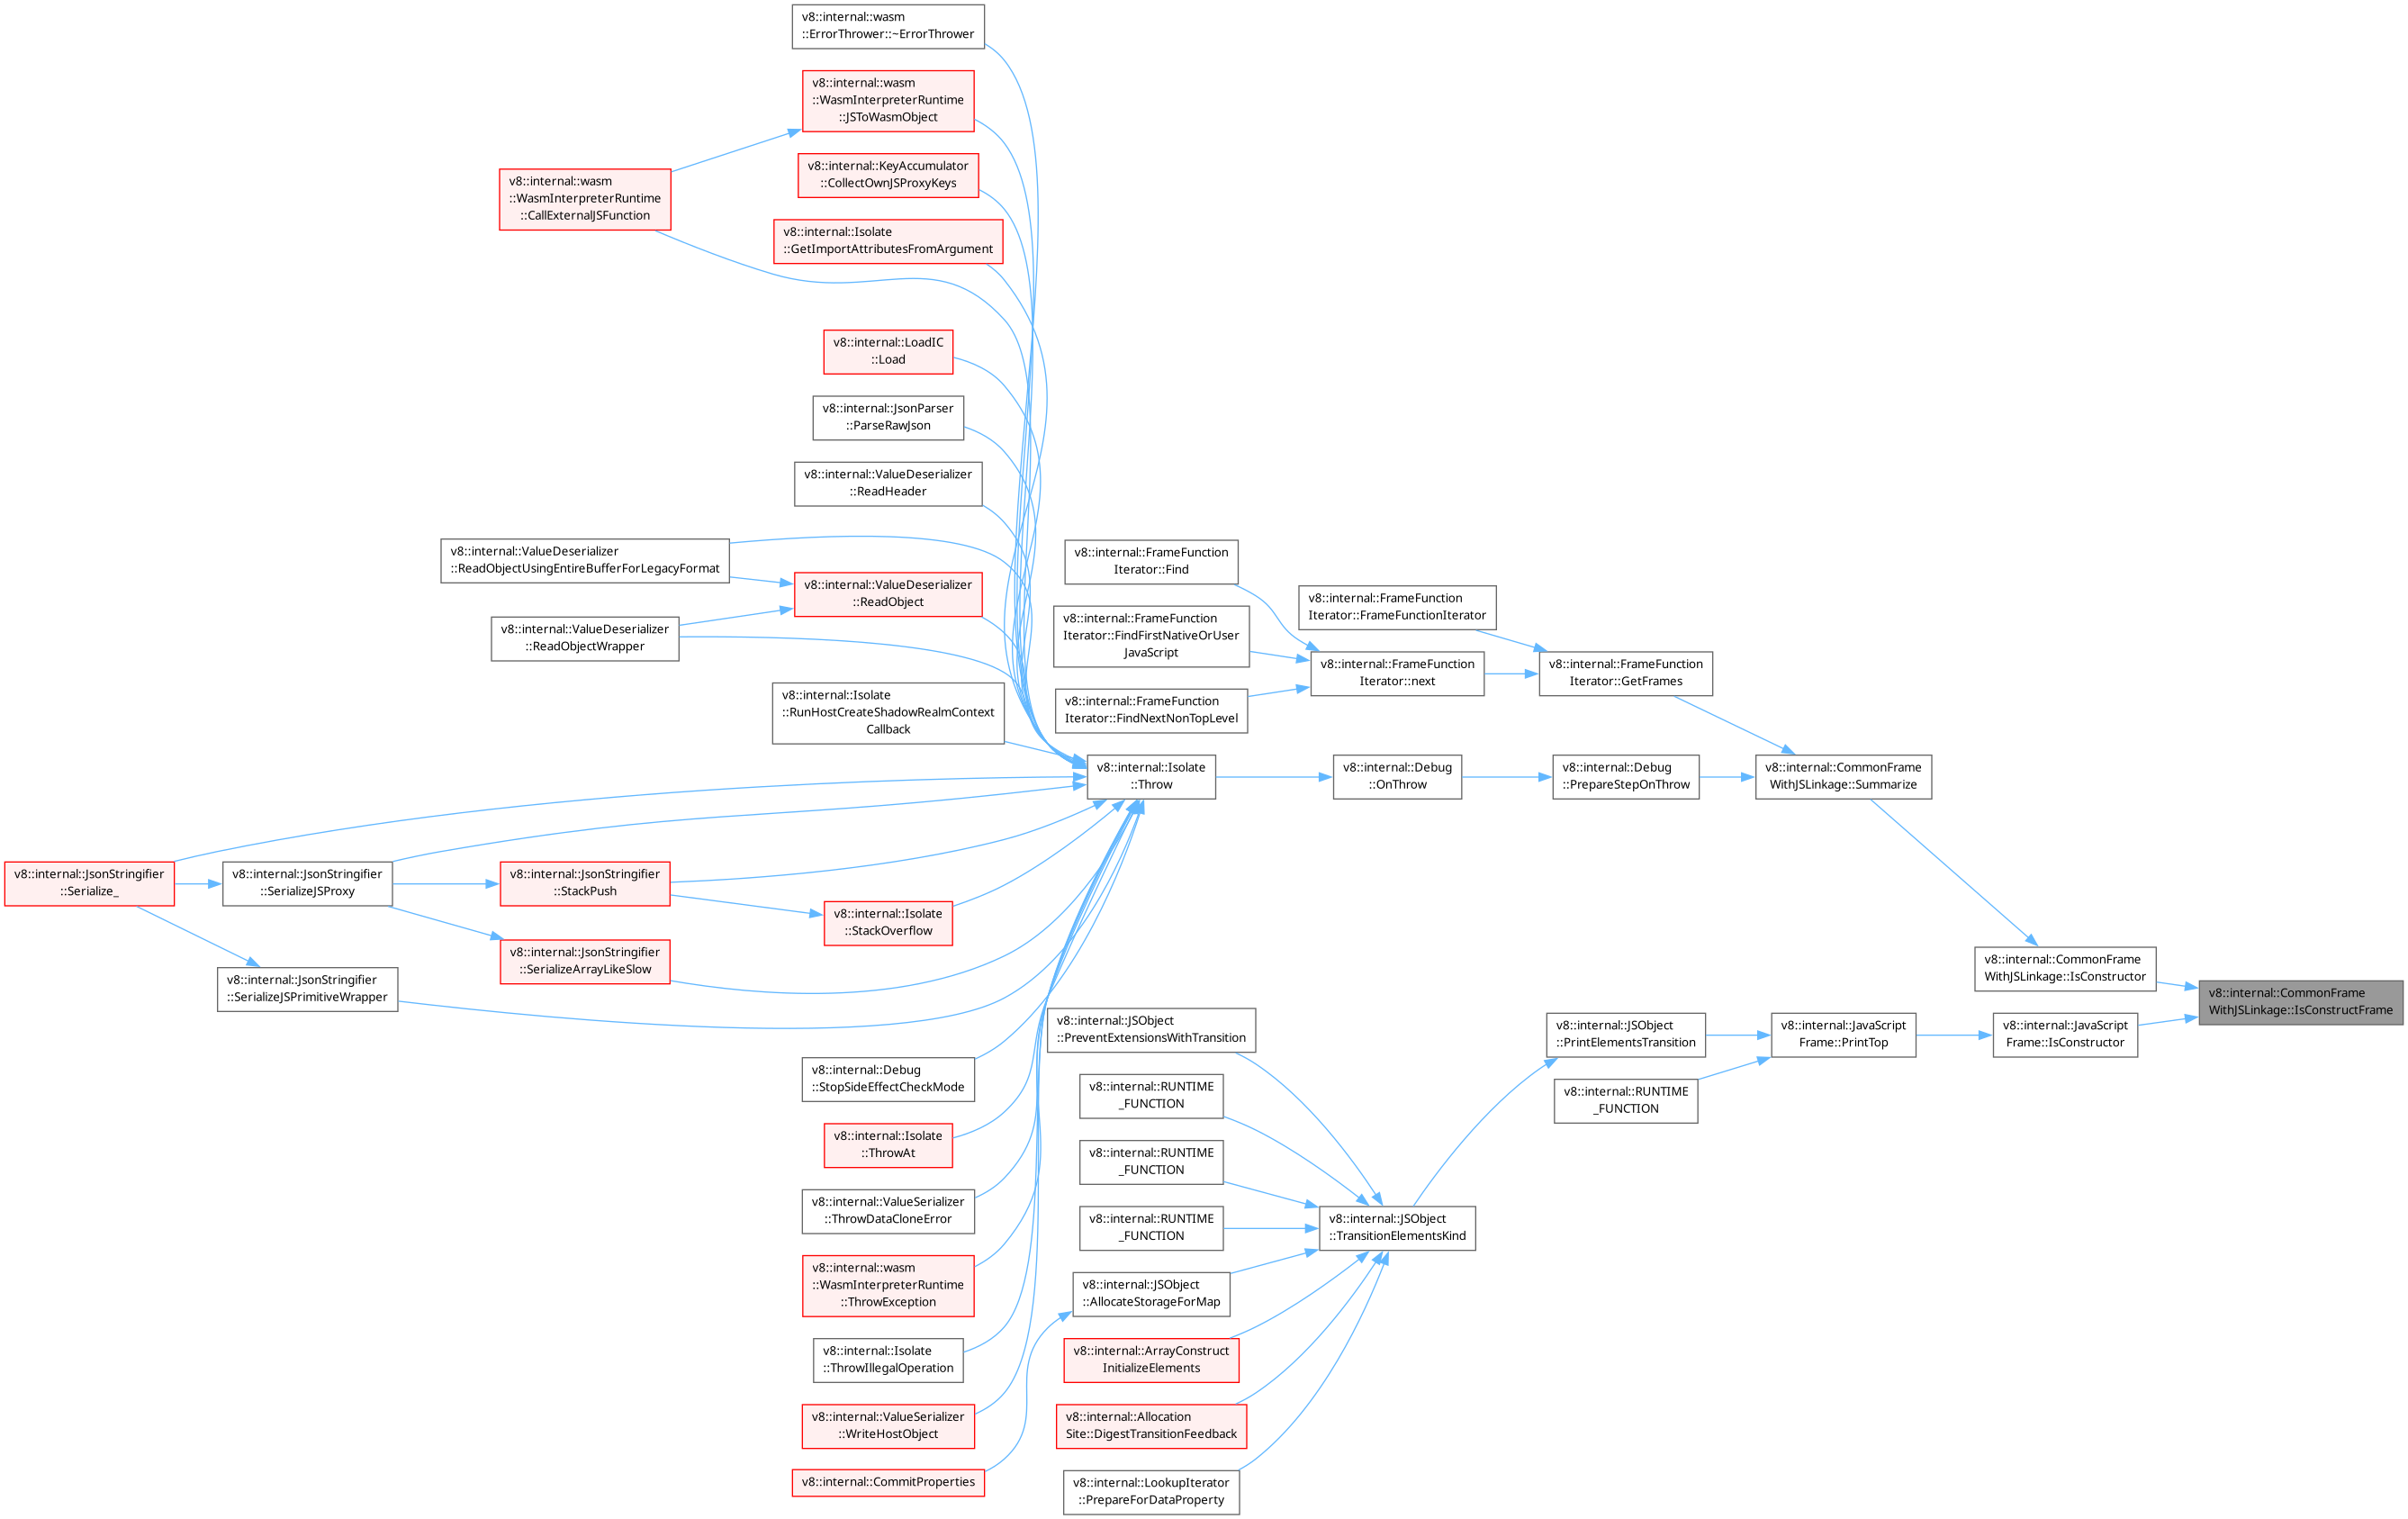 v8::internal::wasm
::ErrorThrower::~ErrorThrower
v8::internal::wasm
::WasmInterpreterRuntime
::JSToWasmObject
v8::internal::KeyAccumulator
::CollectOwnJSProxyKeys
v8::internal::wasm
::WasmInterpreterRuntime
::CallExternalJSFunction
v8::internal::Isolate
::GetImportAttributesFromArgument
v8::internal::LoadIC
::Load
v8::internal::JsonParser
::ParseRawJson
v8::internal::ValueDeserializer
::ReadHeader
v8::internal::ValueDeserializer
::ReadObjectUsingEntireBufferForLegacyFormat
v8::internal::ValueDeserializer
::ReadObject
v8::internal::ValueDeserializer
::ReadObjectWrapper
v8::internal::Isolate
::RunHostCreateShadowRealmContext
Callback
v8::internal::FrameFunction
Iterator::Find
v8::internal::FrameFunction
Iterator::FindFirstNativeOrUser
JavaScript
v8::internal::FrameFunction
Iterator::FindNextNonTopLevel
v8::internal::FrameFunction
Iterator::FrameFunctionIterator
v8::internal::FrameFunction
Iterator::next
v8::internal::FrameFunction
Iterator::GetFrames
v8::internal::Isolate
::Throw
v8::internal::Debug
::OnThrow
v8::internal::Debug
::PrepareStepOnThrow
v8::internal::CommonFrame
WithJSLinkage::Summarize
v8::internal::JsonStringifier
::Serialize_
v8::internal::JsonStringifier
::SerializeJSProxy
v8::internal::JsonStringifier
::StackPush
v8::internal::Isolate
::StackOverflow
v8::internal::JsonStringifier
::SerializeArrayLikeSlow
v8::internal::JsonStringifier
::SerializeJSPrimitiveWrapper
v8::internal::CommonFrame
WithJSLinkage::IsConstructor
v8::internal::CommonFrame
WithJSLinkage::IsConstructFrame
v8::internal::JavaScript
Frame::IsConstructor
v8::internal::JavaScript
Frame::PrintTop
v8::internal::JSObject
::PrintElementsTransition
v8::internal::RUNTIME
_FUNCTION
v8::internal::JSObject
::PreventExtensionsWithTransition
v8::internal::RUNTIME
_FUNCTION
v8::internal::RUNTIME
_FUNCTION
v8::internal::RUNTIME
_FUNCTION
v8::internal::JSObject
::TransitionElementsKind
v8::internal::JSObject
::AllocateStorageForMap
v8::internal::ArrayConstruct
InitializeElements
v8::internal::Allocation
Site::DigestTransitionFeedback
v8::internal::LookupIterator
::PrepareForDataProperty
v8::internal::Debug
::StopSideEffectCheckMode
v8::internal::Isolate
::ThrowAt
v8::internal::ValueSerializer
::ThrowDataCloneError
v8::internal::wasm
::WasmInterpreterRuntime
::ThrowException
v8::internal::Isolate
::ThrowIllegalOperation
v8::internal::ValueSerializer
::WriteHostObject
v8::internal::CommitProperties